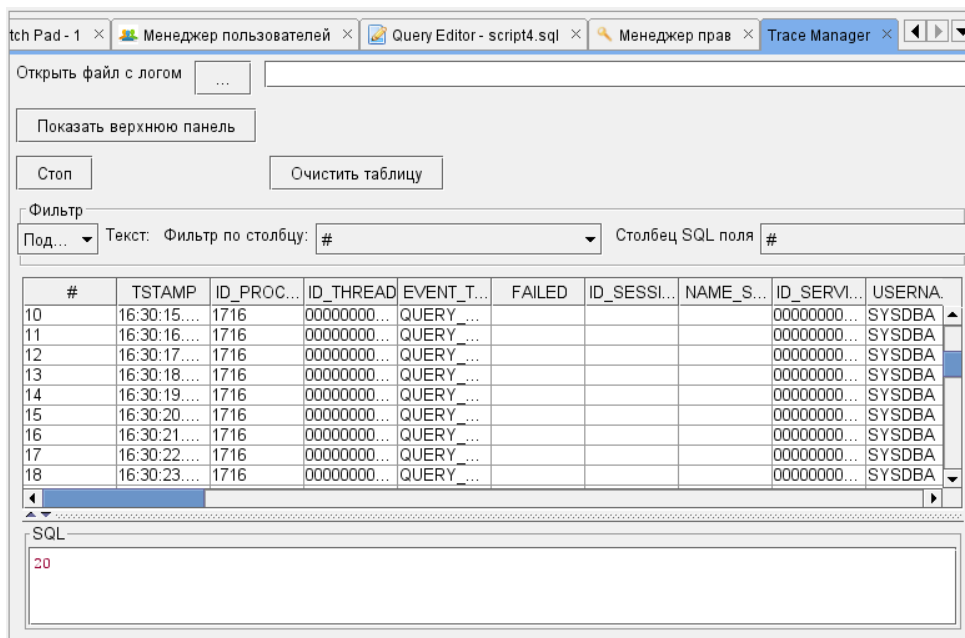 tch Pad - 1 Менеджер пользователей Query Editor - script4.sql Менеджер прав Trace Manager
Открыть файл с логом ...
Показать верхнюю панель
Стоп Очистить таблицу
Фильтр
Под... Текст: Фильтр по столбцу: # Столбец SQL поля #
# TSTAMP ID_PROC... ID_THREAD EVENT_T... FAILED ID_SESSI... NAME_S... ID_SERVI... USERNA.
10 16:30:15.... 1716 00000000... QUERY_... 00000000... SYSDBA
11 16:30:16.... 1716 00000000... QUERY_... 00000000... SYSDBA
12 16:30:17.... 1716 00000000... QUERY_... 00000000... SYSDBA
13 16:30:18.... 1716 00000000... QUERY_... 00000000... SYSDBA
14 16:30:19.... 1716 00000000... QUERY_... 00000000... SYSDBA
15 16:30:20.... 1716 00000000... QUERY_... 00000000... SYSDBA
16 16:30:21.... 1716 00000000... QUERY_... 00000000... SYSDBA
17 16:30:22.... 1716 00000000... QUERY_... 00000000... SYSDBA
18 16:30:23.... 1716 00000000... QUERY_... 00000000... SYSDBA
SQL
20